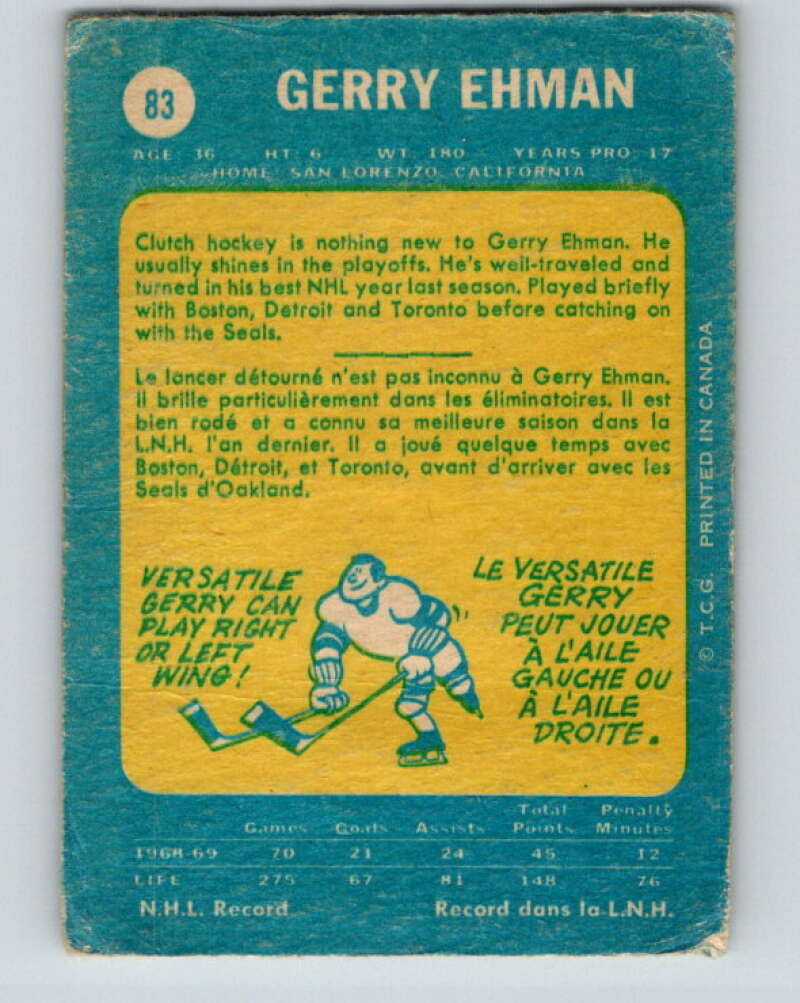 83
GERRY EHMAN
AGE: 36 HT: 6 WT: 180 YEARS PRO: 17
HOME: SAN LORENZO, CALIFORNIA
Clutch hockey is nothing new to Gerry Ehman. He
usually shines in the playoffs. He's well-traveled and
turned in his best NHL year last season. Played briefly
with Boston, Detroit and Toronto before catching on
with the Seals.
Le lancer détourné n'est pas inconnu à Gerry Ehman.
Il brille particulièrement dans les éliminatoires. Il est
bien rodé et a connu sa meilleure saison dans la
L.N.H. l'an dernier. Il a joué quelque temps avec
Boston, Détroit, et Toronto, avant d'arriver avec les
Seals d'Oakland.
VERSATILE
GERRY CAN
PLAY RIGHT
OR LEFT
WING!
LE VERSATILE
GERRY
PEUT JOUER
À L'AILE
GAUCHE OU
À L'AILE
DROITE.
© T.C.G. PRINTED IN CANADA
Total Penalty
Games Goals Assists Points Minutes
1968-69 70 21 24 45 12
LIFE 275 67 81 148 76
N.H.L. Record Record dans la L.N.H.